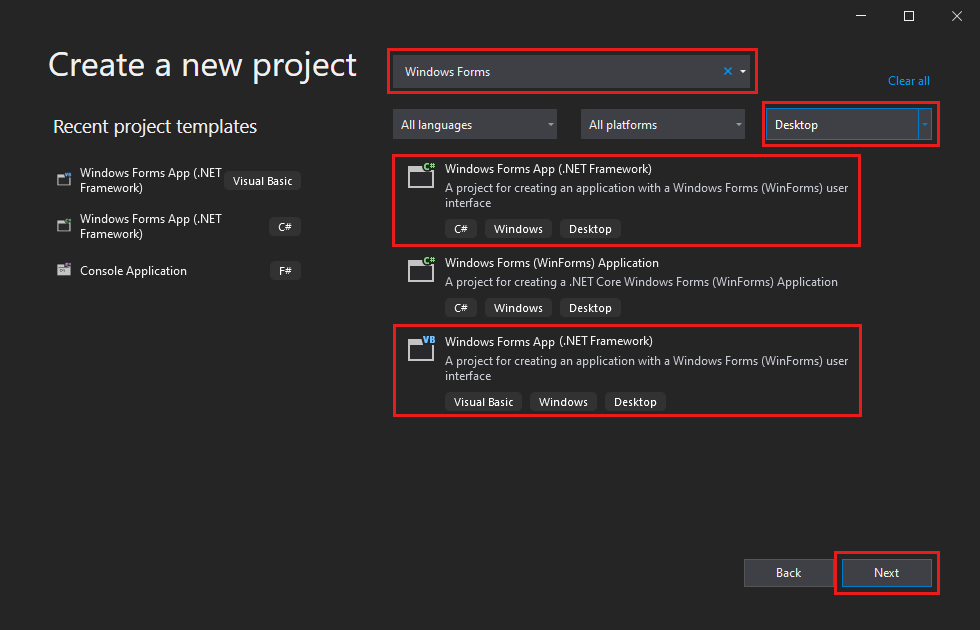 Create a new project
Windows Forms
Clear all
All languages
All platforms
Desktop
Recent project templates
Windows Forms App (.NET
Framework)
Visual Basic
Windows Forms App (.NET
Framework)
C#
Console Application
F#
C#
Windows Forms App (.NET Framework)
A project for creating an application with a Windows Forms (WinForms) user
interface
C# Windows Desktop
C#
Windows Forms (WinForms) Application
A project for creating a .NET Core Windows Forms (WinForms) Application
C# Windows Desktop
VB
Windows Forms App (.NET Framework)
A project for creating an application with a Windows Forms (WinForms) user
interface
Visual Basic Windows Desktop
Back
Next